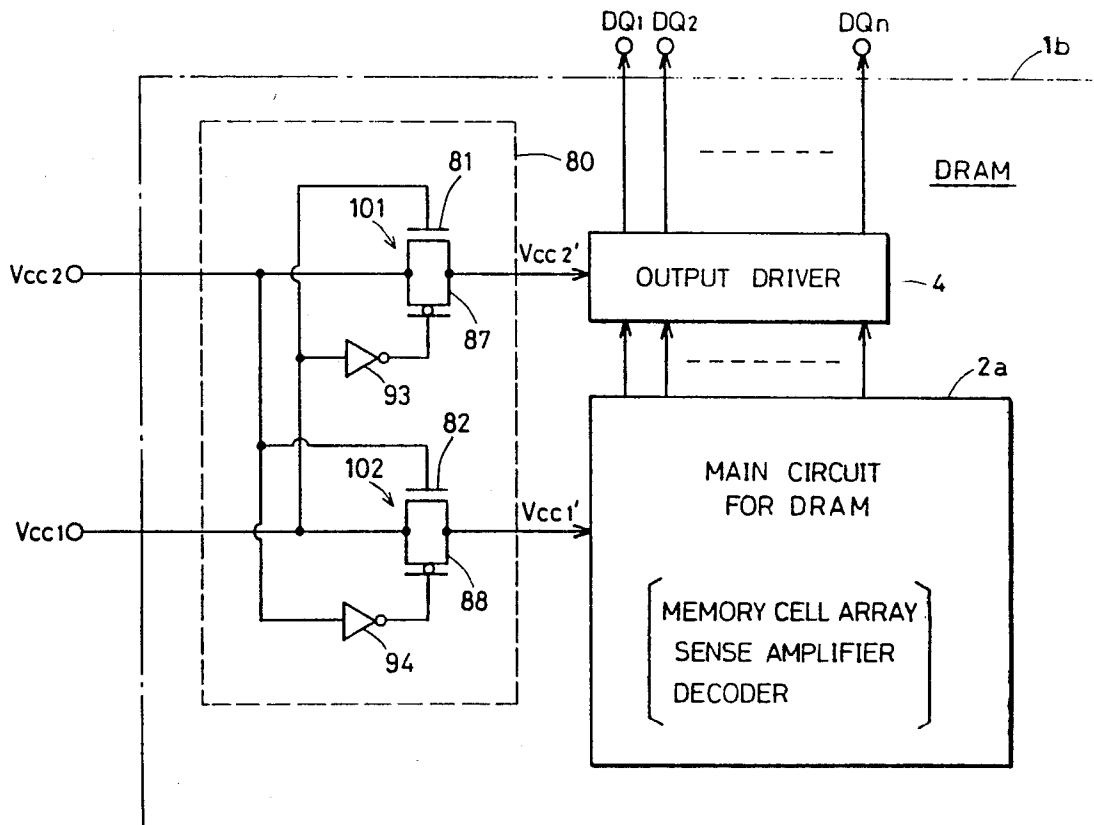 DQ1 DQ2 DQn
1b
80
81
DRAM
101
Vcc2
Vcc2'
OUTPUT DRIVER
4
87
93
2a
82
102
MAIN CIRCUIT
FOR DRAM
Vcc1
Vcc1'
88
94
MEMORY CELL ARRAY
SENSE AMPLIFIER
DECODER